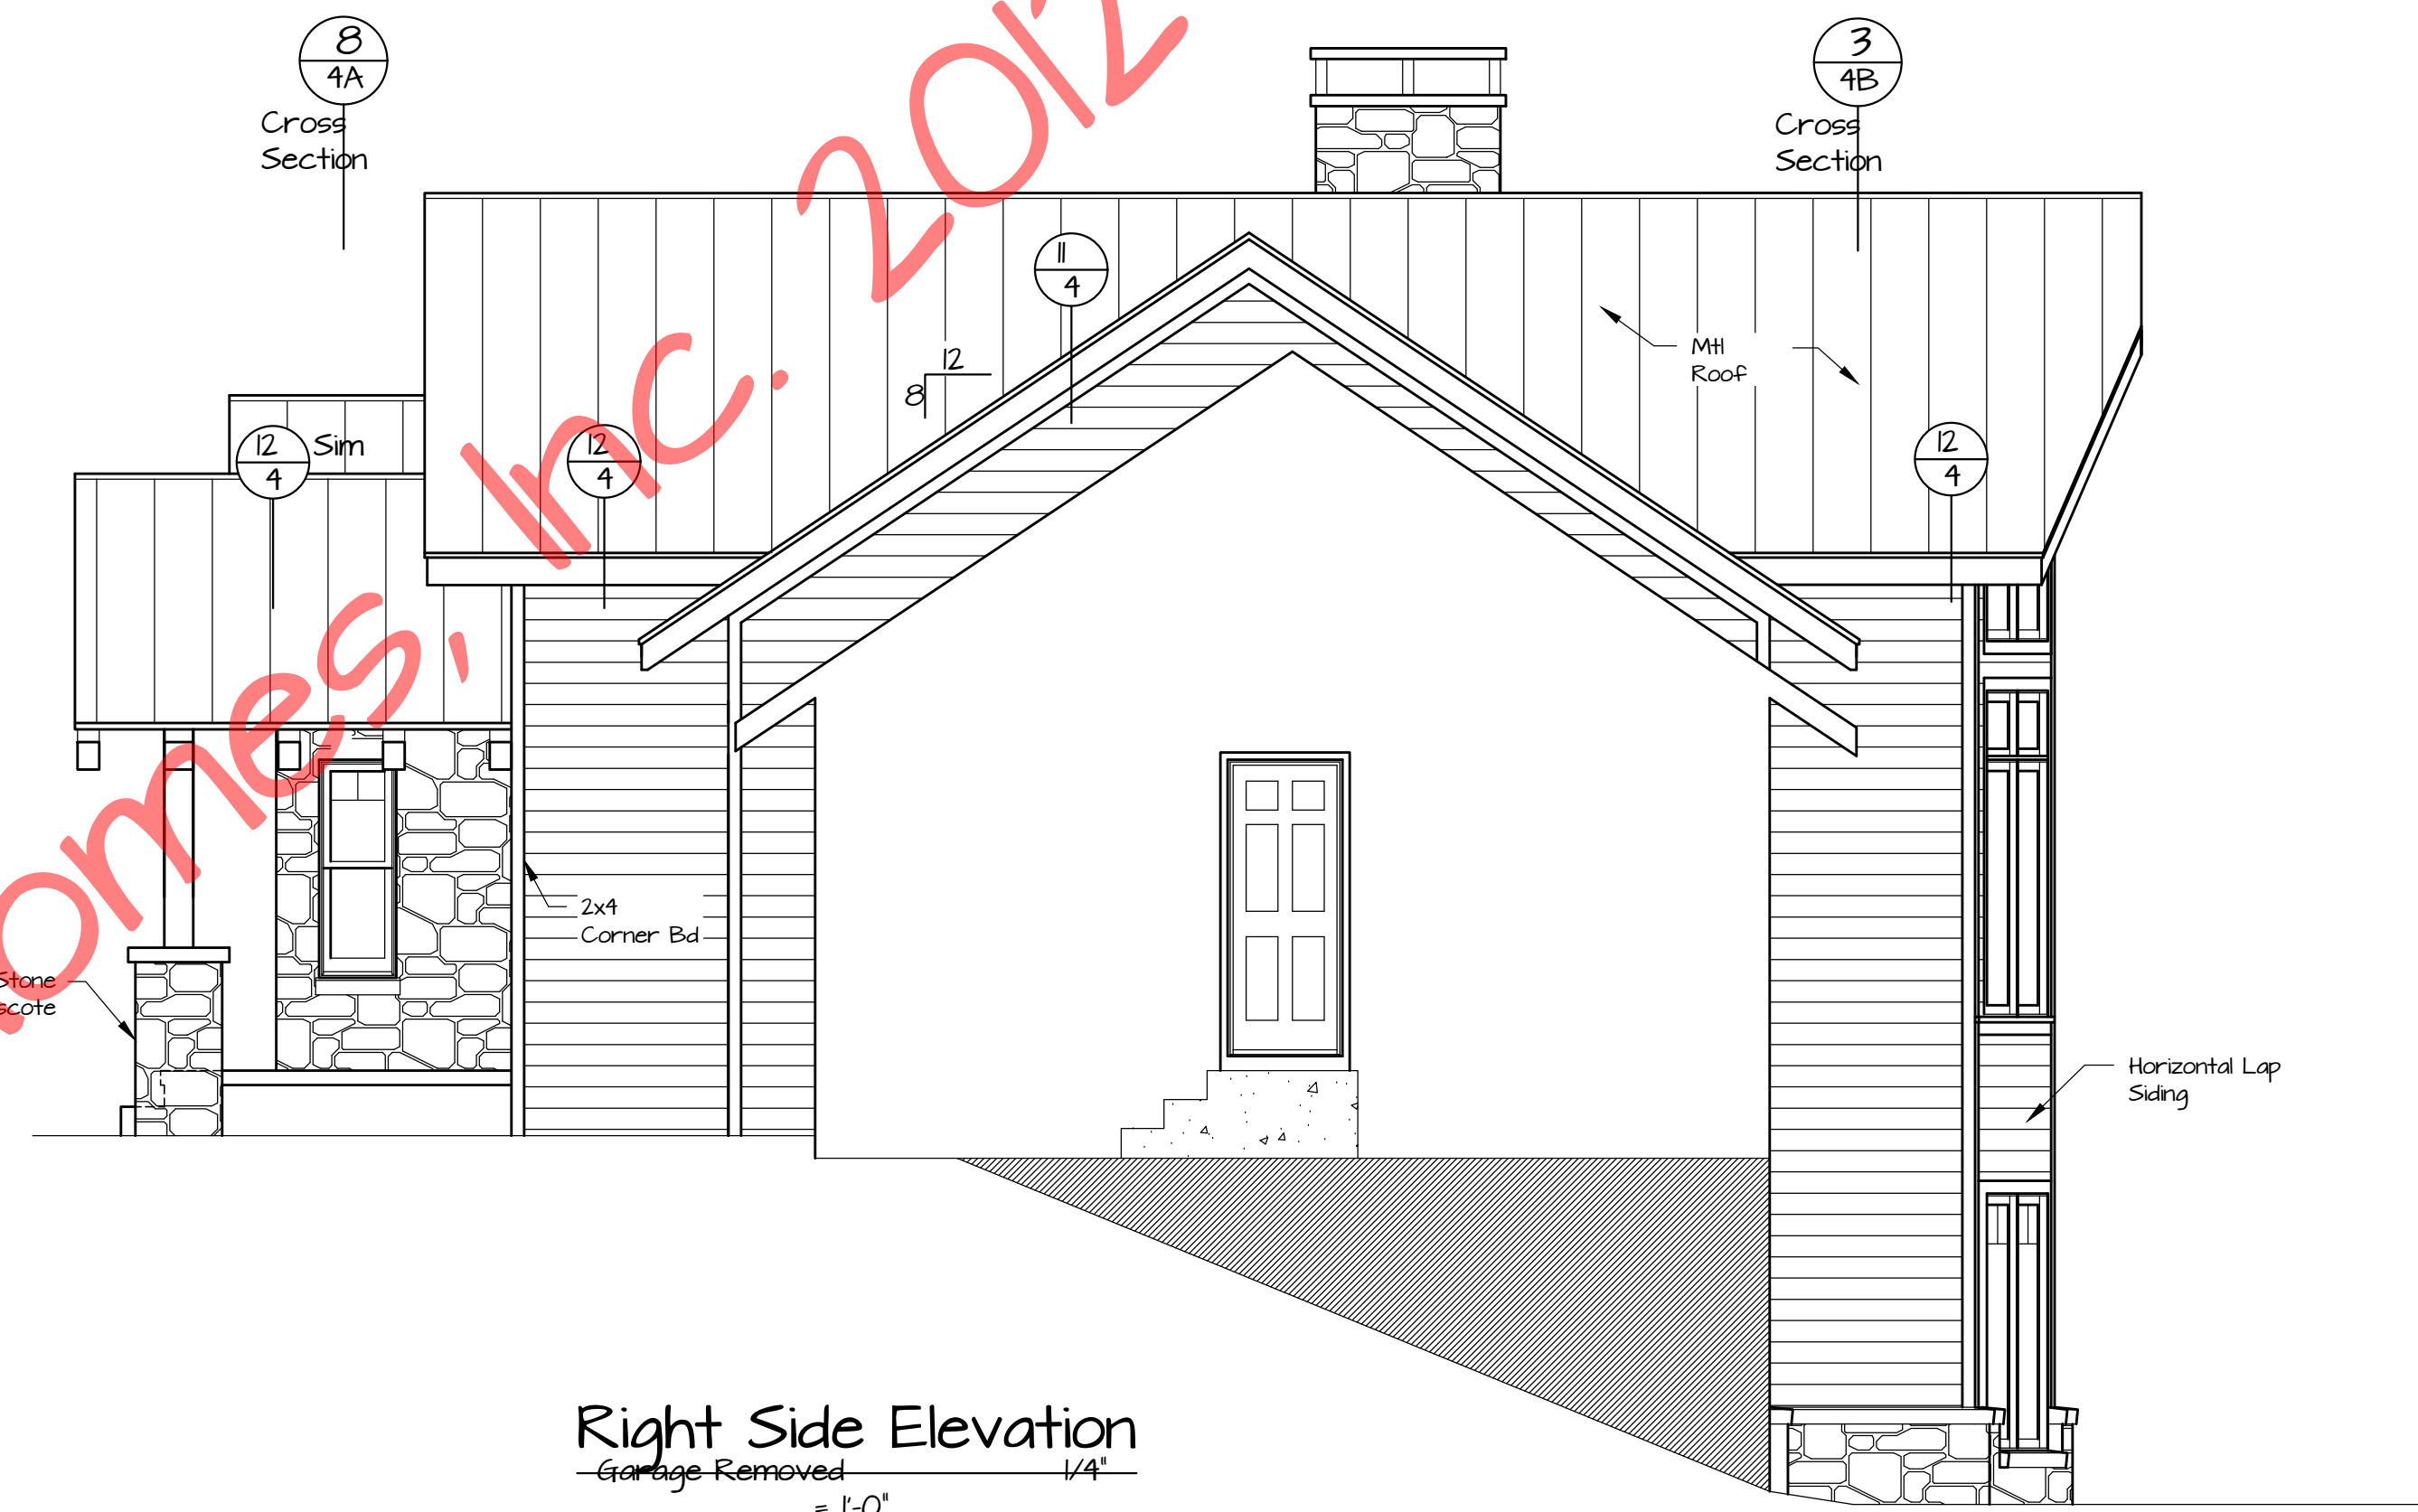 8
4A
Cross
Section
3
4B
Cross
Section
11
4
12
8
Mtl
Roof
12
4
Sim
12
4
12
4
2x4
Corner Bd
Stone
Horizontal Lap
Siding
omes, Inc. 2012
Right Side Elevation
Garage Removed 1/4"
= 1'-0"